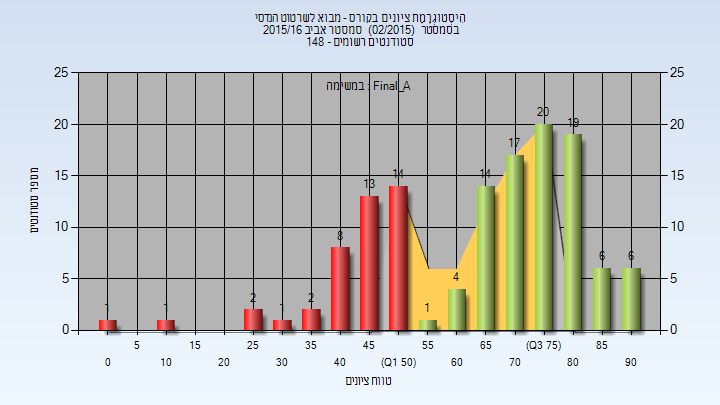 היסטוגרמת ציונים בקורס - מבוא לשרטוט הנדסי
בסמסטר (02/2015) סמסטר אביב 2015/16
סטודנטים רשומים - 148
במשימה : Final_A
מספר סטודנטים
25 25
20 20
15 15
10 10
5 5
0 0
1 1 2 1 2 8 13 14 1 4 14 17 20 19 6 6
5 15 25 30 35 45 55 65 (Q3 75) 85
0 10 20 40 (Q1 50) 60 70 80 90
טווח ציונים